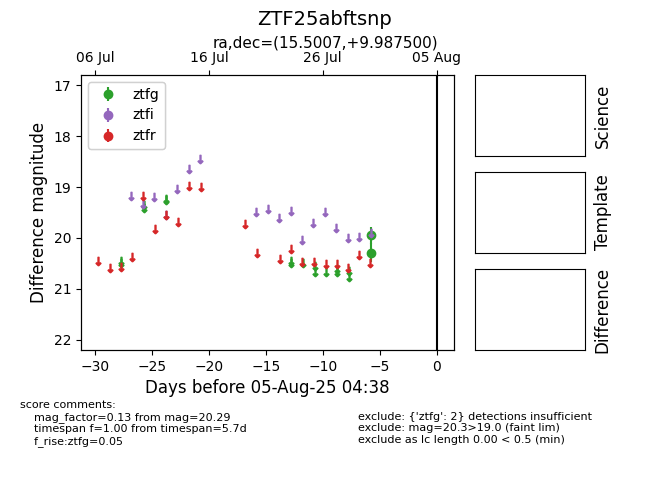 ZTF25abftsnp
ra,dec=(15.5007,+9.987500)
06 Jul 16 Jul 26 Jul 05 Aug
ztfg
ztfi
ztfr
17
18
19
20
21
22
Difference magnitude
−30 −25 −20 −15 −10 −5 0
Days before 05-Aug-25 04:38
Science
Template
Difference
score comments:
mag_factor=0.13 from mag=20.29
timespan f=1.00 from timespan=5.7d
f_rise:ztfg=0.05
exclude: {'ztfg': 2} detections insufficient
exclude: mag=20.3>19.0 (faint lim)
exclude as lc length 0.00 < 0.5 (min)